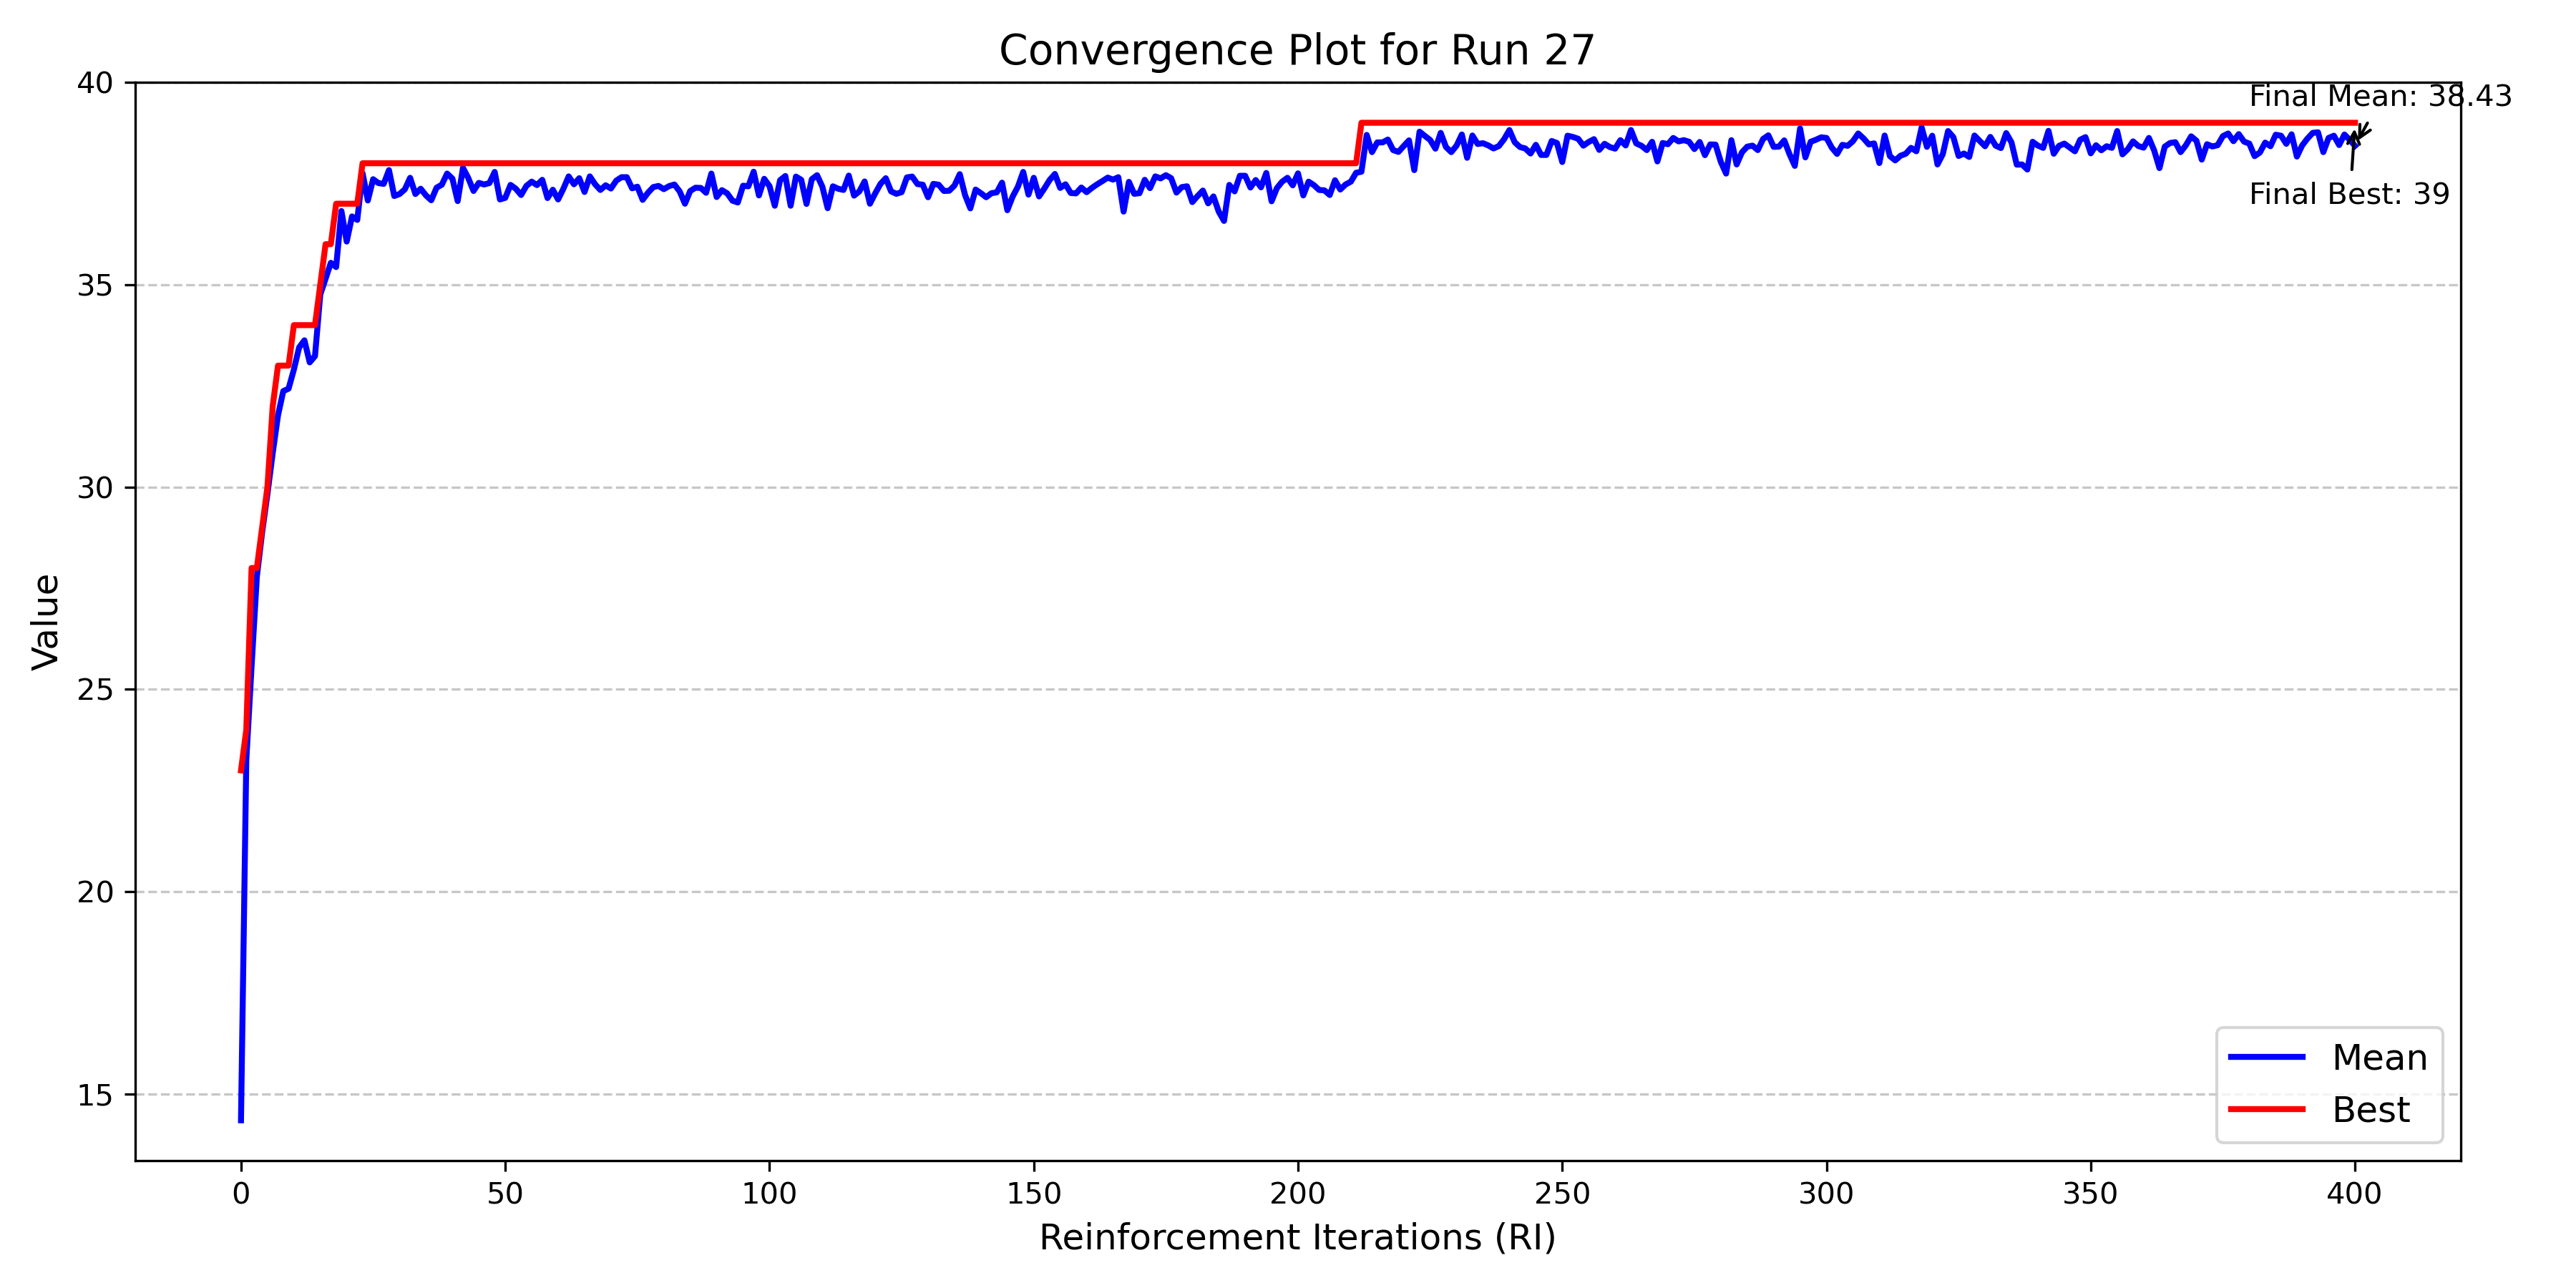 Convergence Plot for Run 27
Value
40
35
30
25
20
15
Final Mean: 38.43
Final Best: 39
Mean
Best
0 50 100 150 200 250 300 350 400
Reinforcement Iterations (RI)